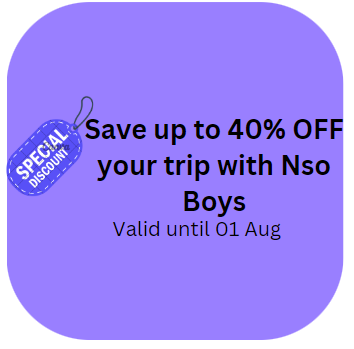 SPECIAL
DISCOUNT
Save up to 40% OFF
your trip with Nso
Boys
Valid until 01 Aug